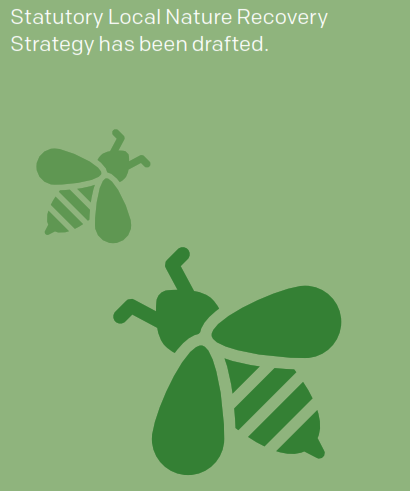 Statutory Local Nature Recovery
Strategy has been drafted.